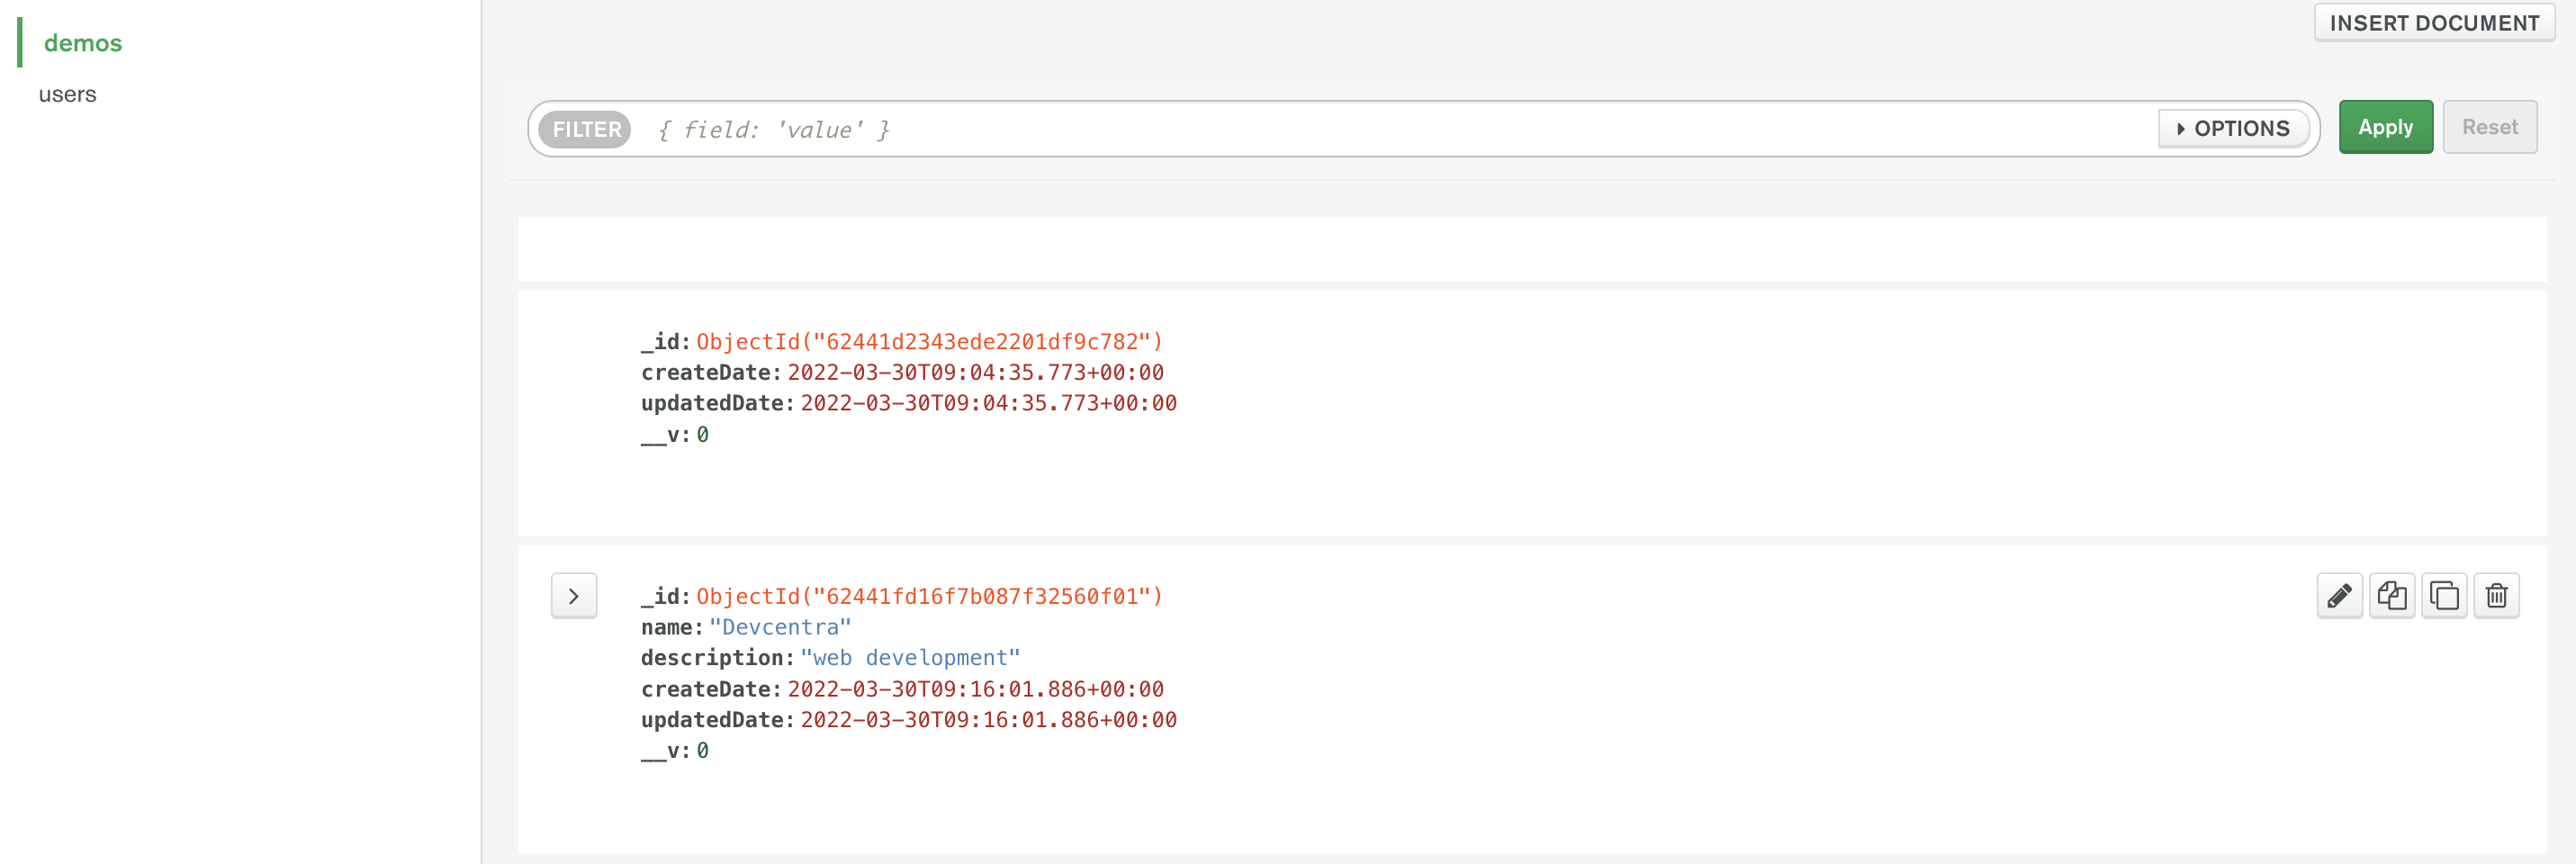 demos
users
INSERT DOCUMENT
FILTER { field: 'value' } OPTIONS Apply Reset
_id: ObjectId("62441d2343ede2201df9c782")
createDate: 2022-03-30T09:04:35.773+00:00
updatedDate: 2022-03-30T09:04:35.773+00:00
__v: 0
_id: ObjectId("62441fd16f7b087f32560f01")
name: "Devcentra"
description: "web development"
createDate: 2022-03-30T09:16:01.886+00:00
updatedDate: 2022-03-30T09:16:01.886+00:00
__v: 0